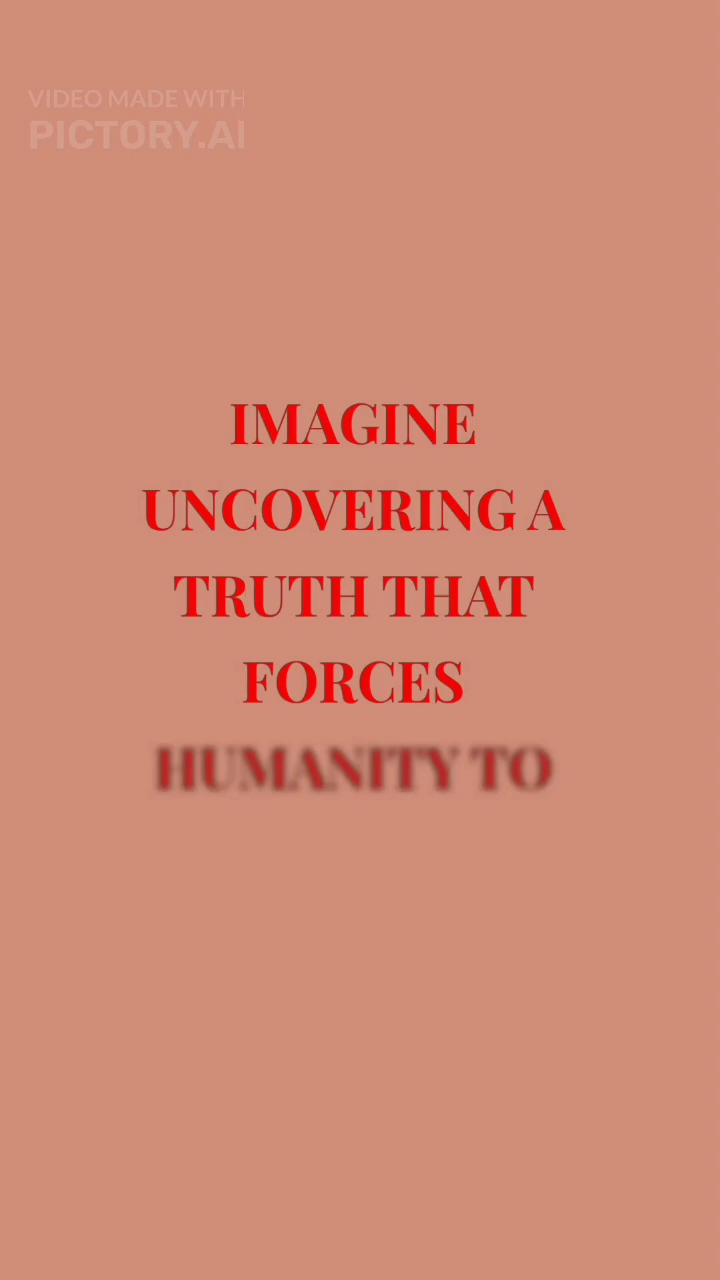 VIDEO MADE WITH
PICTORY.AI
IMAGINE
UNCOVERING A
TRUTH THAT
FORCES
HUMANITY TO